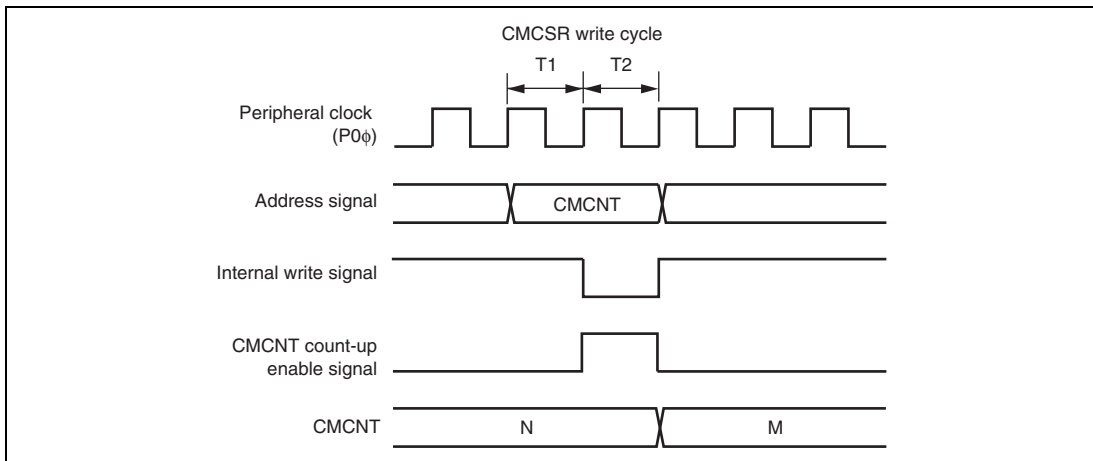 CMCSR write cycle
T1 T2
Peripheral clock
(P0ϕ)
Address signal CMCNT
Internal write signal
CMCNT count-up
enable signal
CMCNT N M